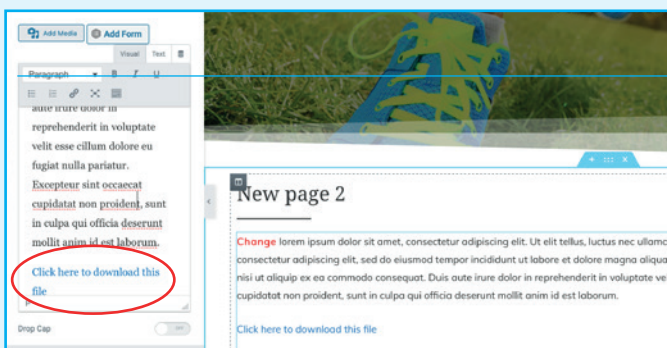 Add Media
Add Form
Visual Text
Paragraph B I U
aute irure dolor in
reprehenderit in voluptate
velit esse cillum dolore eu
fugiat nulla pariatur.
Excepteur sint occaecat
cupidatat non proident, sunt
in culpa qui officia deserunt
mollit anim id est laborum.
Click here to download this
file
P
Drop Cap
New page 2
Change lorem ipsum dolor sit amet, consectetur adipiscing elit. Ut elit tellus, luctus nec ullamc
consectetur adipiscing elit, sed do eiusmod tempor incididunt ut labore et dolore magna aliqua
nisi ut aliquip ex ea commodo consequat. Duis aute irure dolor in reprehenderit in voluptate ve
cupidatat non proident, sunt in culpa qui officia deserunt mollit anim id est laborum.
Click here to download this file